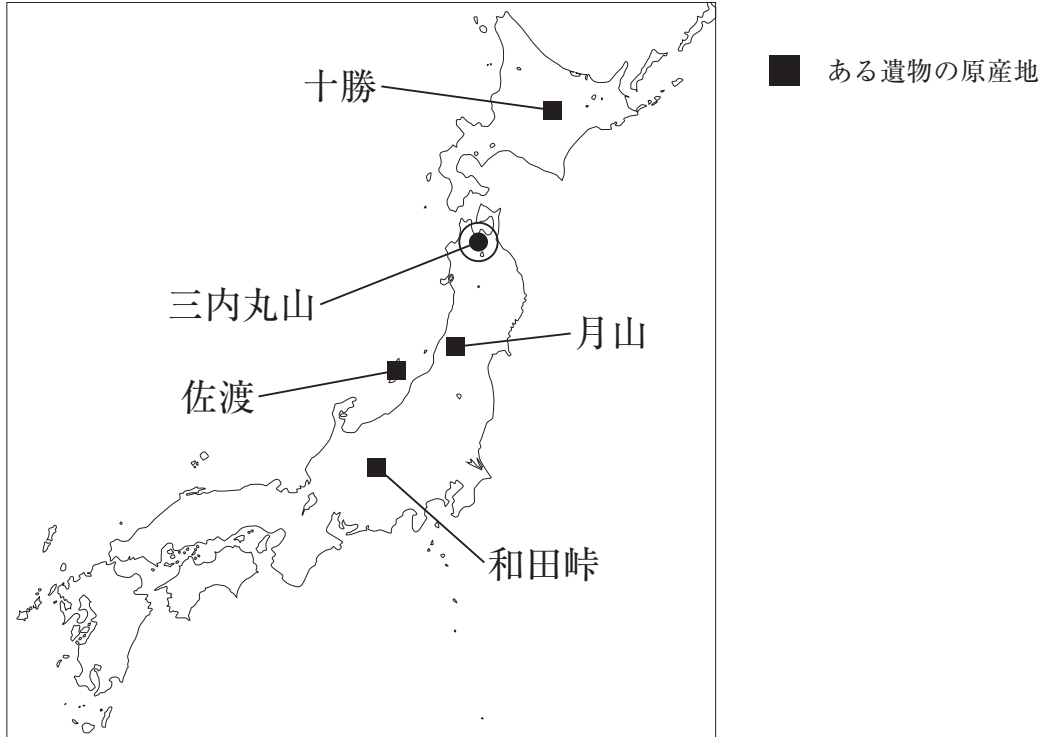 十勝
ある遺物の原産地
三内丸山
月山
佐渡
和田峠